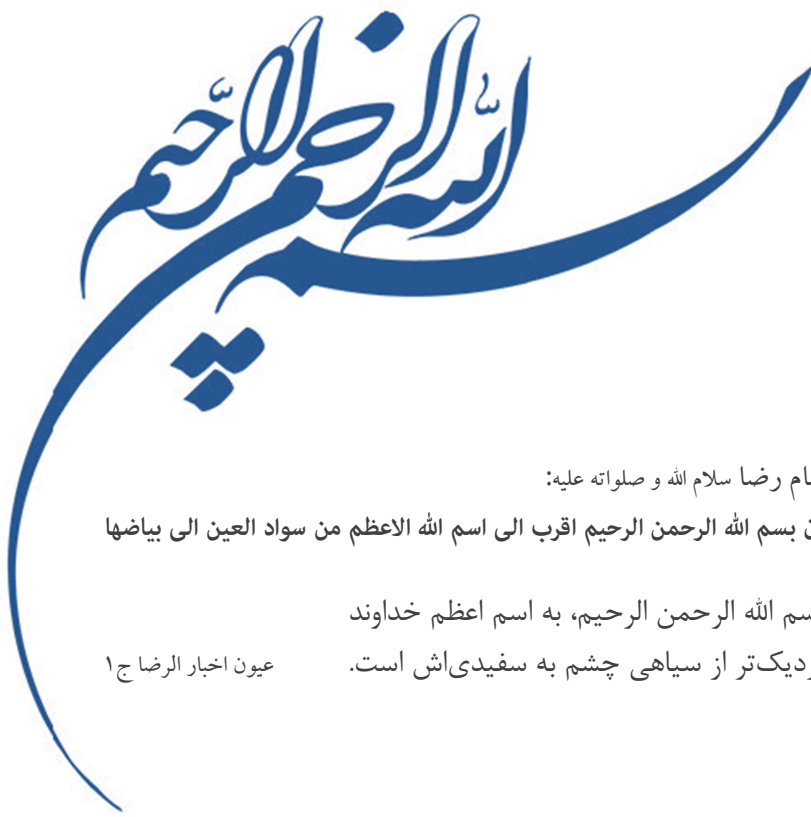 بسم الله الرحمن الرحیم
ام رضا سلام الله و صلواته علیه:
بسم الله الرحمن الرحیم اقرب الی اسم الله الاعظم من سواد العین الی بیاضها
سم الله الرحمن الرحیم، به اسم اعظم خداوند
زدیک‌تر از سیاهی چشم به سفیدی‌اش است. عیون اخبار الرضا ج۱